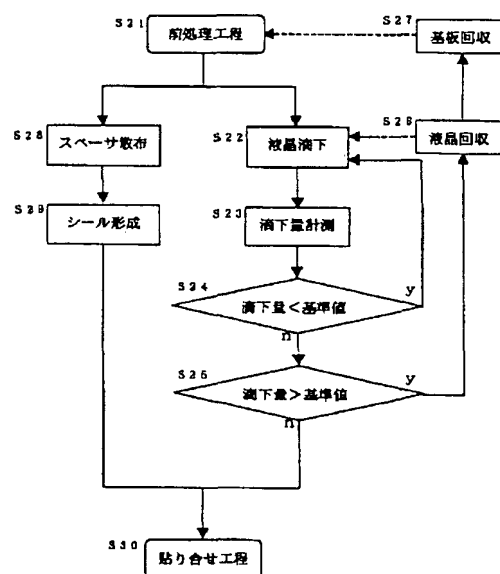 S21
前処理工程
S27
基板回収
S28
スペーサ散布
S22
液晶滴下
S26
液晶回収
S29
シール形成
S23
滴下量計測
S24
滴下量<基準値
y
n
S25
滴下量>基準値
y
n
S30
貼り合せ工程